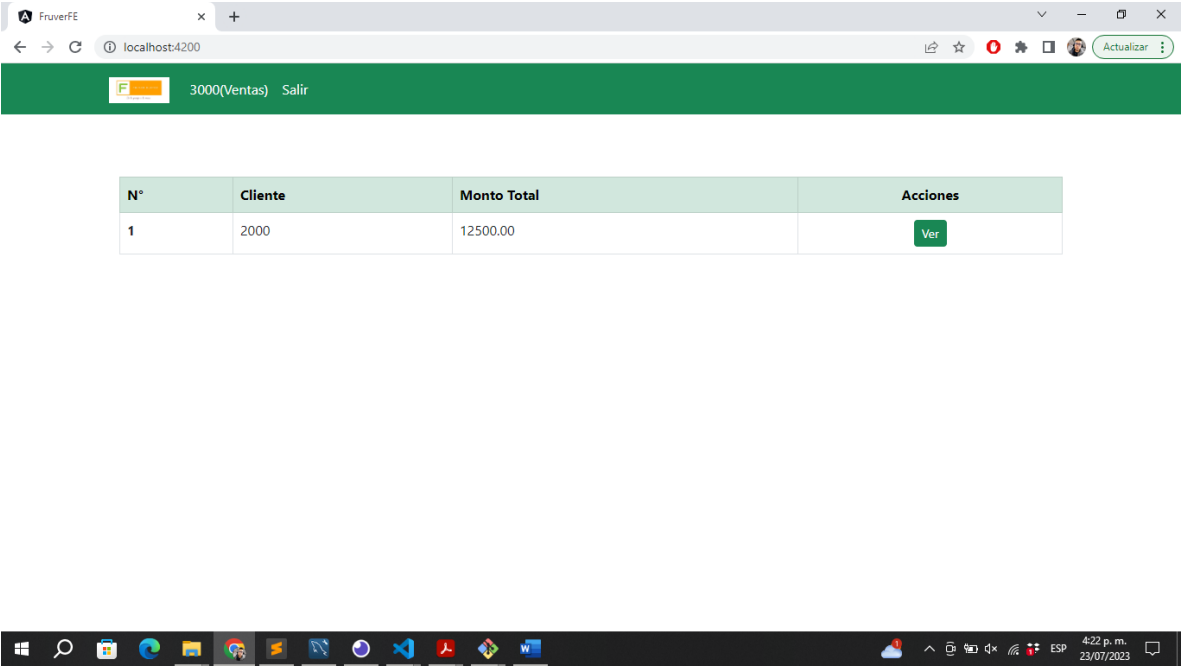 FruverFE
localhost:4200
Actualizar
F
3000(Ventas) Salir
N° Cliente Monto Total Acciones
1 2000 12500.00 Ver
ESP
4:22 p. m.
23/07/2023